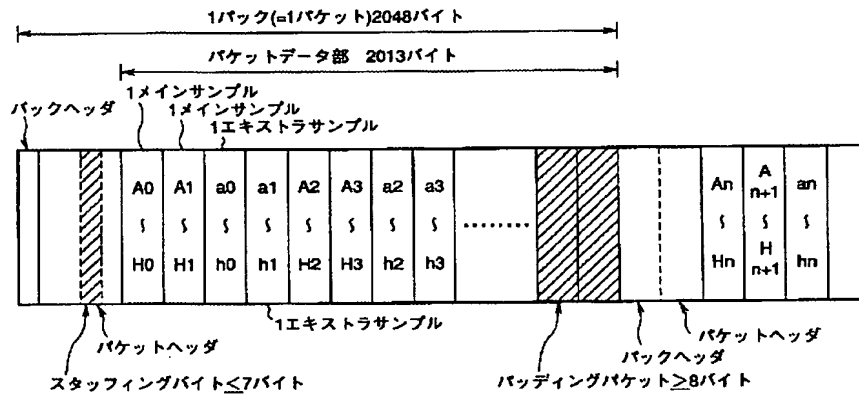 1パック(=1パケット)2048バイト
パケットデータ部 2013バイト
1メインサンプル
パックヘッダ
1メインサンプル
1エキストラサンプル
A0 A1 a0 a1 A2 A3 a2 a3 An A n+1 an
∫ ∫ ∫ ∫ ∫ ∫ ∫ ∫ ......... ∫ ∫ ∫
H0 H1 h0 h1 H2 H3 h2 h3 Hn H n+1 hn
1エキストラサンプル
パケットヘッダ
パケットヘッダ
パックヘッダ
スタッフィングバイト≦7バイト
パッディングパケット≧8バイト